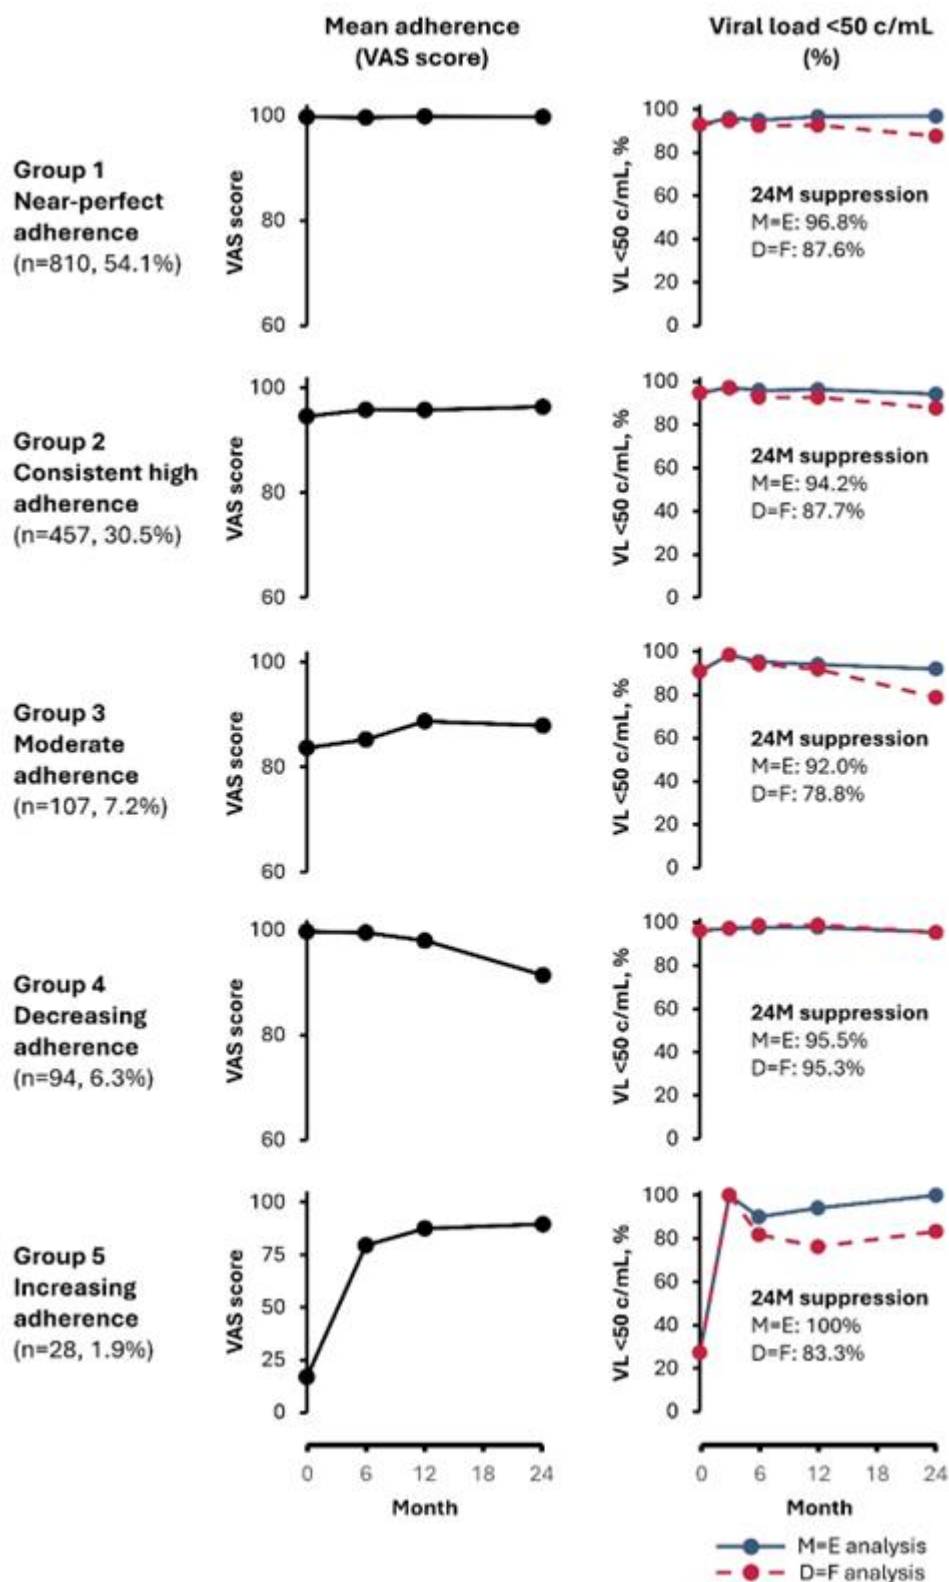 Mean adherence
(VAS score)
Viral load <50 c/mL
(%)
Group 1
Near-perfect
adherence
(n=810, 54.1%)
VAS score
100
80
60
VL <50 c/mL, %
100
80
60
40
20
0
24M suppression
M=E: 96.8%
D=F: 87.6%
Group 2
Consistent high
adherence
(n=457, 30.5%)
VAS score
100
80
60
VL <50 c/mL, %
100
80
60
40
20
0
24M suppression
M=E: 94.2%
D=F: 87.7%
Group 3
Moderate
adherence
(n=107, 7.2%)
VAS score
100
80
60
VL <50 c/mL, %
100
80
60
40
20
0
24M suppression
M=E: 92.0%
D=F: 78.8%
Group 4
Decreasing
adherence
(n=94, 6.3%)
VAS score
100
80
60
VL <50 c/mL, %
100
80
60
40
20
0
24M suppression
M=E: 95.5%
D=F: 95.3%
Group 5
Increasing
adherence
(n=28, 1.9%)
VAS score
100
75
50
25
0
VL <50 c/mL, %
100
80
60
40
20
0
24M suppression
M=E: 100%
D=F: 83.3%
0 6 12 18 24
Month
0 6 12 18 24
Month
M=E analysis
D=F analysis